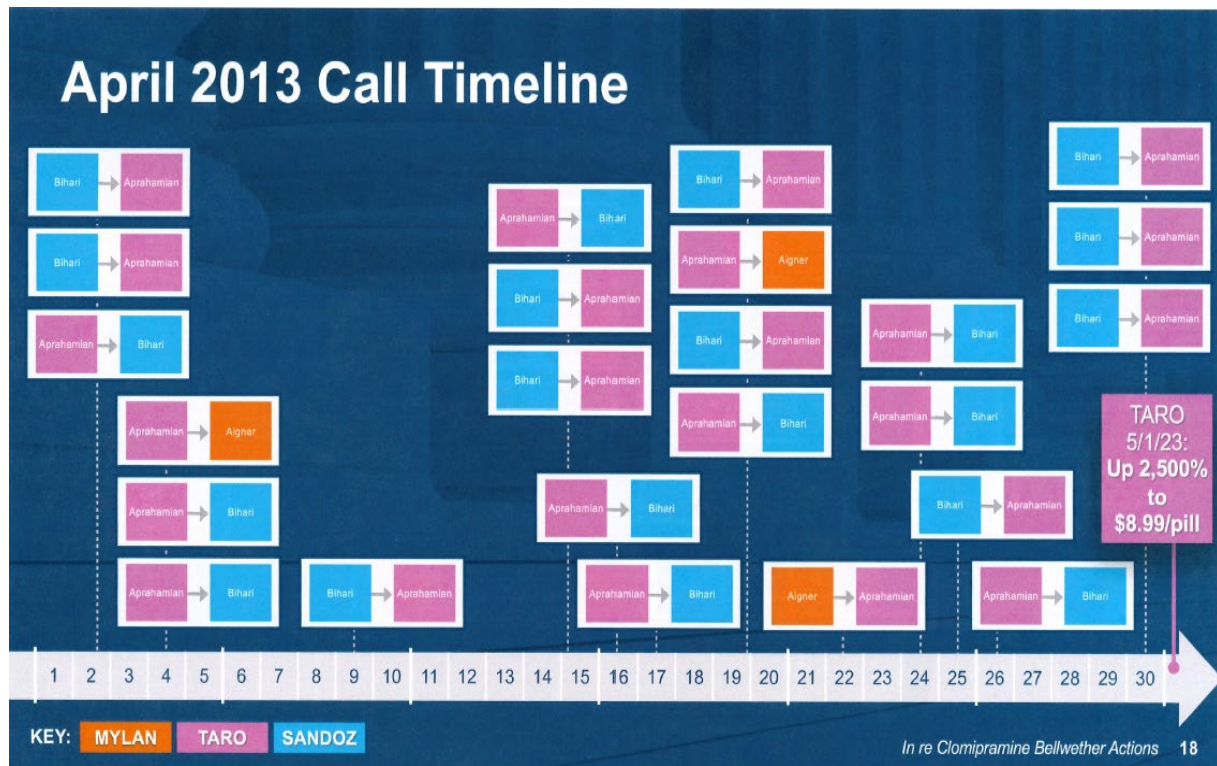 April 2013 Call Timeline
Bihari Aprahamian
Bihari Aprahamian
Aprahamian Bihari
Aprahamian Aigner
Aprahamian Bihari
Aprahamian Bihari
Bihari Aprahamian
Aprahamian Bihari
Bihari Aprahamian
Bihari Aprahamian
Aprahamian Bihari
Aprahamian Bihari
Bihari Aprahamian
Aprahamian Aigner
Bihari Aprahamian
Aprahamian Bihari
Aigner Aprahamian
Aprahamian Bihari
Aprahamian Bihari
Bihari Aprahamian
Aprahamian Bihari
Bihari Aprahamian
Bihari Aprahamian
Bihari Aprahamian
TARO
5/1/23:
Up 2,500%
to
$8.99/pill
1 2 3 4 5 6 7 8 9 10 11 12 13 14 15 16 17 18 19 20 21 22 23 24 25 26 27 28 29 30
KEY: MYLAN TARO SANDOZ
In re Clomipramine Bellwether Actions 18